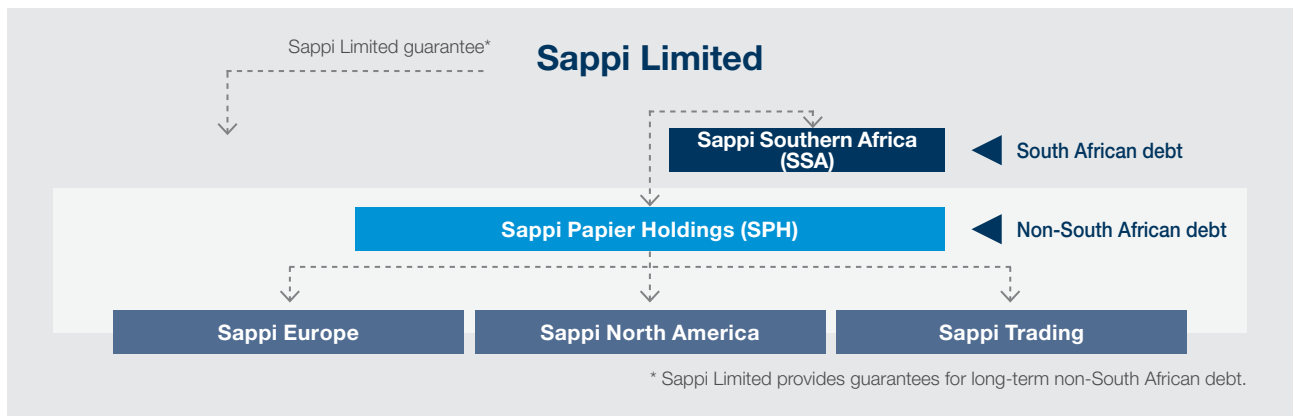 Sappi Limited guarantee*
Sappi Limited
Sappi Southern Africa
(SSA)
South African debt
Sappi Papier Holdings (SPH)
Non-South African debt
Sappi Europe
Sappi North America
Sappi Trading
* Sappi Limited provides guarantees for long-term non-South African debt.